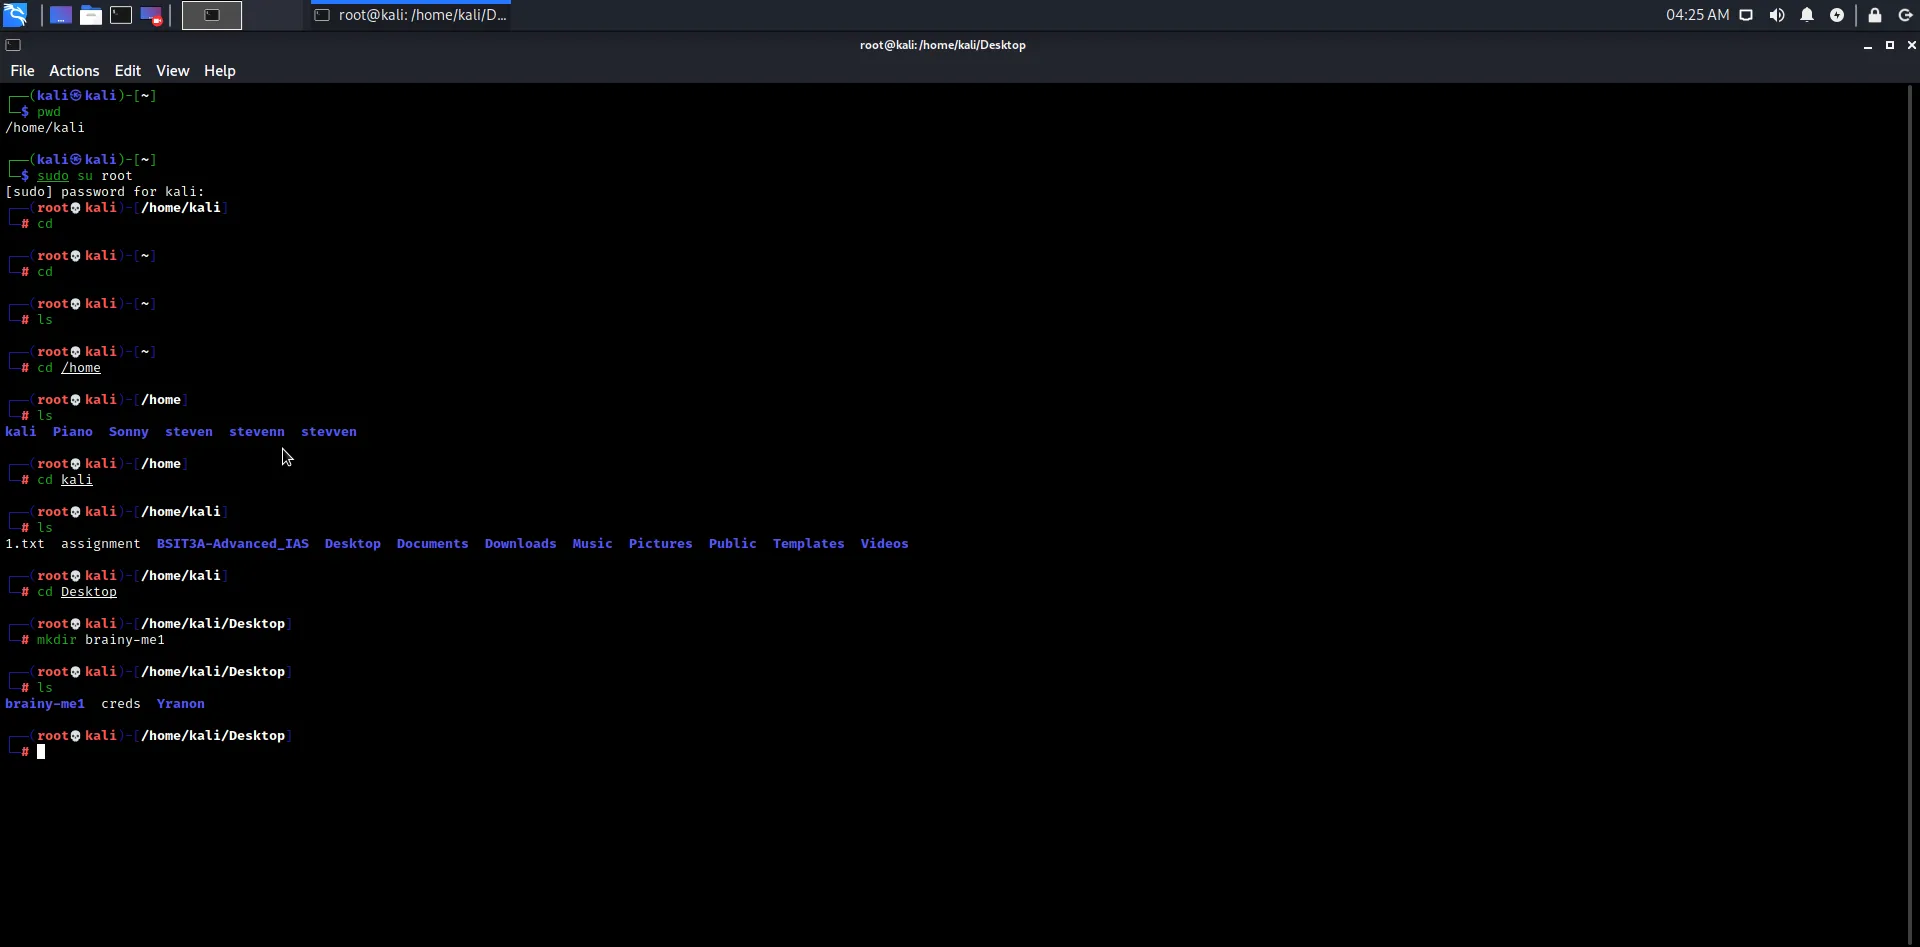 root@kali: /home/kali/D...
04:25 AM
root@kali: /home/kali/Desktop
File Actions Edit View Help
┌──(kali㉿kali)-[~]
└─$ pwd
/home/kali
┌──(kali㉿kali)-[~]
└─$ sudo su root
[sudo] password for kali:
┌──(root💀kali)-[/home/kali]
└─# cd
┌──(root💀kali)-[~]
└─# cd
┌──(root💀kali)-[~]
└─# ls
┌──(root💀kali)-[~]
└─# cd /home
┌──(root💀kali)-[/home]
└─# ls
kali Piano Sonny steven stevenn stevven
┌──(root💀kali)-[/home]
└─# cd kali
┌──(root💀kali)-[/home/kali]
└─# ls
1.txt assignment BSIT3A-Advanced_IAS Desktop Documents Downloads Music Pictures Public Templates Videos
┌──(root💀kali)-[/home/kali]
└─# cd Desktop
┌──(root💀kali)-[/home/kali/Desktop]
└─# mkdir brainy-me1
┌──(root💀kali)-[/home/kali/Desktop]
└─# ls
brainy-me1 creds Yranon
┌──(root💀kali)-[/home/kali/Desktop]
└─#